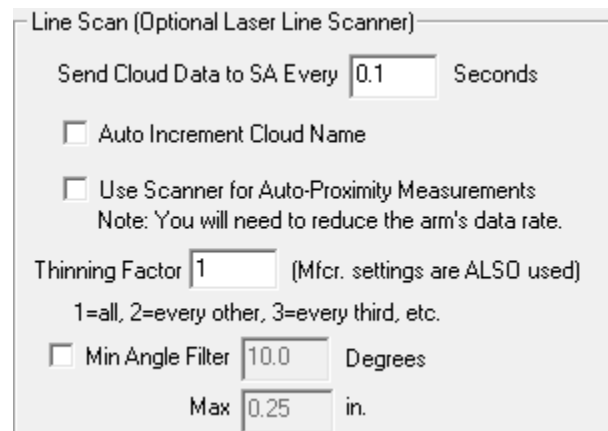 Line Scan (Optional Laser Line Scanner)
Send Cloud Data to SA Every 0.1 Seconds
Auto Increment Cloud Name
Use Scanner for Auto-Proximity Measurements
Note: You will need to reduce the arm's data rate.
Thinning Factor 1 (Mfcr. settings are ALSO used)
1=all, 2=every other, 3=every third, etc.
Min Angle Filter 10.0 Degrees
Max 0.25 in.